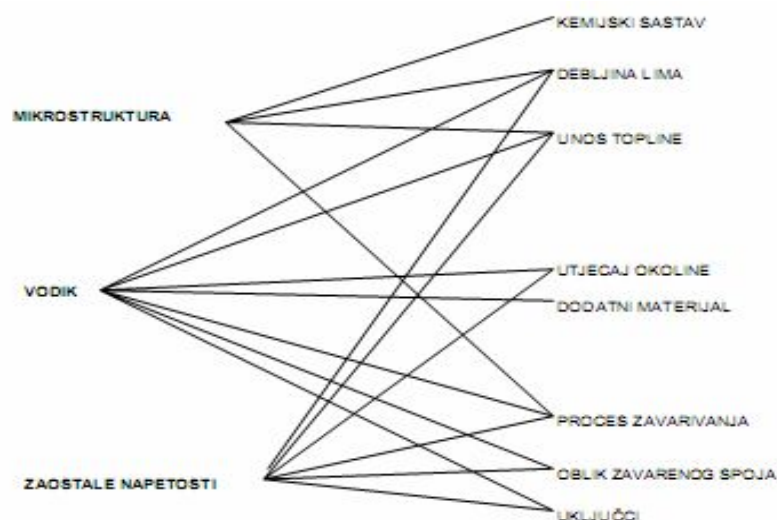 KEMIJSKI SASTAV
DEBLJINA LIMA
MIKROSTRUKTURA
UNOS TOPLINE
UTJECAJ OKOLINE
VODIK
DODATNI MATERIJAL
PROCES ZAVARIVANJA
OBLIK ZAVARENOG SPOJA
ZAOSTALE NAPETOSTI
UKLJUČCI